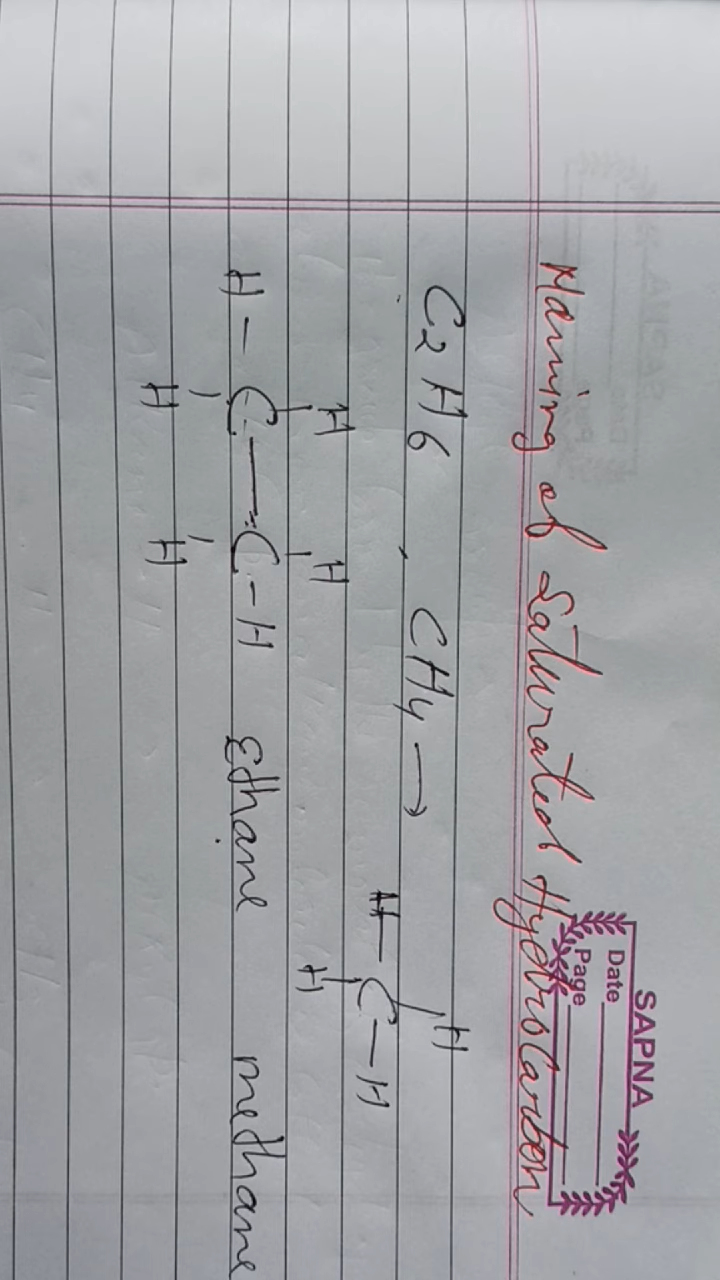 SAPNA
Date
Page
Naming of Saturated Hydrocarbon
C2H6 , CH4 →
H
H — C — H
H
H H
H — C — C — H
H H
Ethane methane